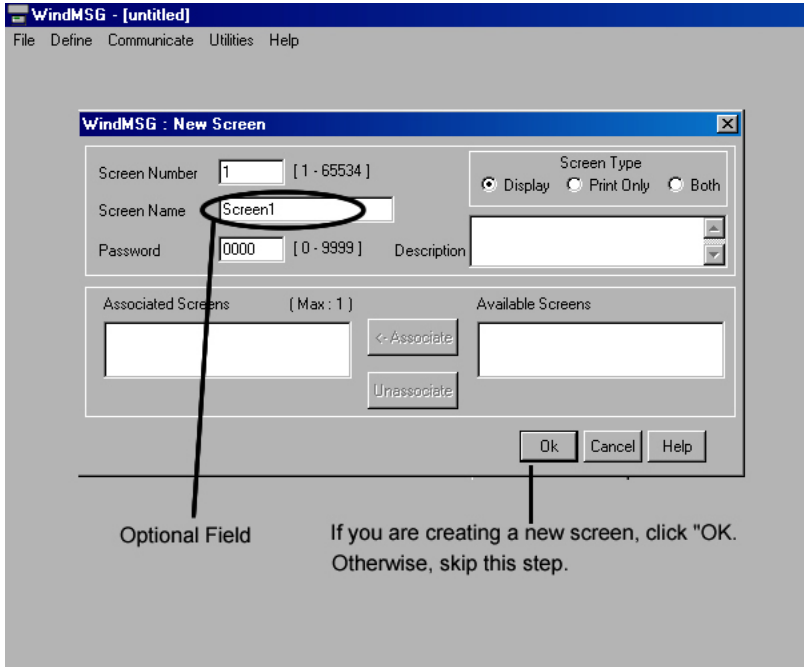 WindMSG - [untitled]
File Define Communicate Utilities Help
WindMSG : New Screen
Screen Number 1 [ 1 - 65534 ]
Screen Type
Display Print Only Both
Screen Name Screen1
Password 0000 [ 0 - 9999 ] Description
Associated Screens ( Max : 1 ) Available Screens
<- Associate
Unassociate
Ok Cancel Help
Optional Field
If you are creating a new screen, click "OK.
Otherwise, skip this step.